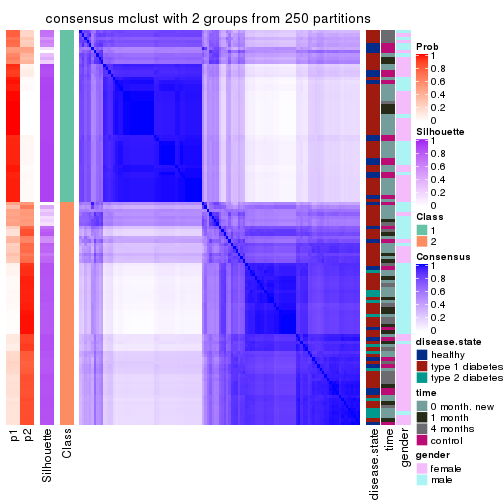 consensus mclust with 2 groups from 250 partitions
Prob
1
0.8
0.6
0.4
0.2
0
Silhouette
1
0.8
0.6
0.4
0.2
0
Class
1
2
Consensus
1
0.8
0.6
0.4
0.2
0
disease.state
healthy
type 1 diabetes
type 2 diabetes
time
0 month, new
1 month
4 months
control
gender
female
male
p1
p2
Silhouette
Class
disease.state
time
gender